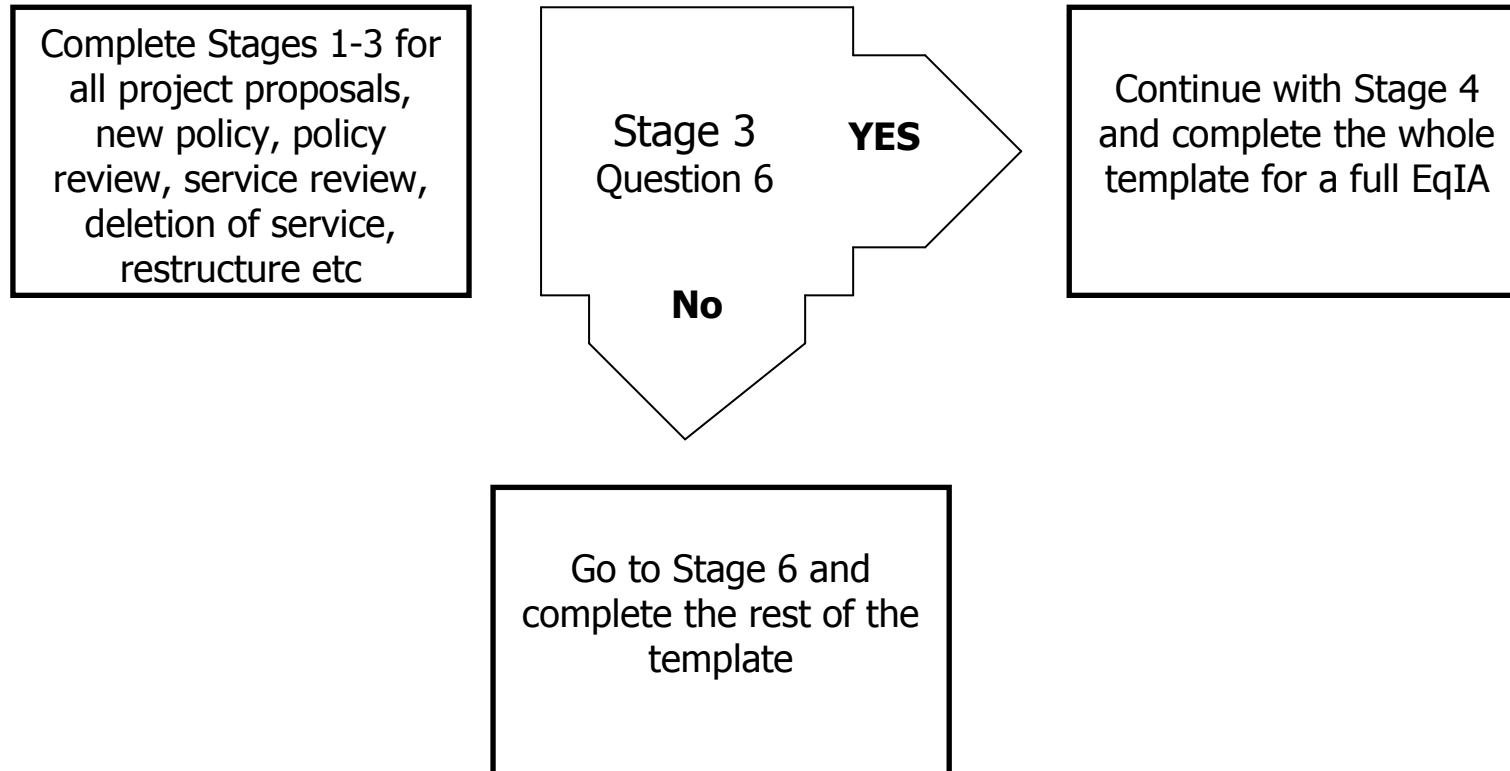 Complete Stages 1-3 for
all project proposals,
new policy, policy
review, service review,
deletion of service,
restructure etc
Stage 3
Question 6
YES
No
Continue with Stage 4
and complete the whole
template for a full EqIA
Go to Stage 6 and
complete the rest of the
template